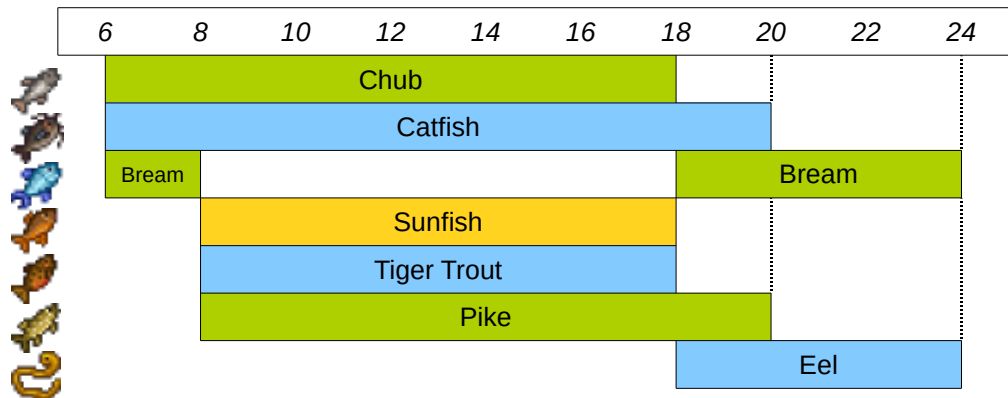 6 8 10 12 14 16 18 20 22 24
Chub
Catfish
Bream Bream
Sunfish
Tiger Trout
Pike
Eel